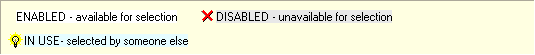 ENABLED - available for selection
DISABLED - unavailable for selection
IN USE- selected by someone else